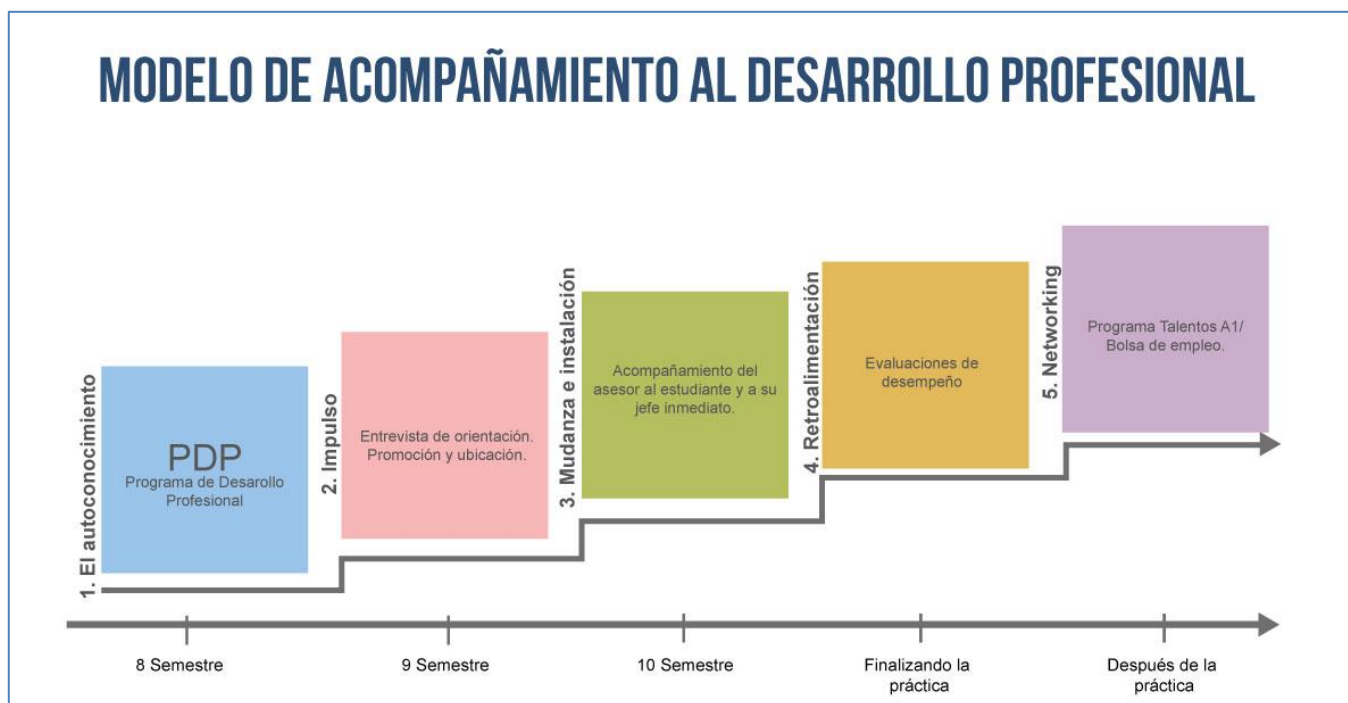 MODELO DE ACOMPAÑAMIENTO AL DESARROLLO PROFESIONAL
1. El autoconocimiento
PDP
Programa de Desarollo
Profesional
2. Impulso
Entrevista de orientación.
Promoción y ubicación.
3. Mudanza e instalación
Acompañamiento del
asesor al estudiante y a su
jefe inmediato.
4. Retroalimentación
Evaluaciones de
desempeño
5. Networking
Programa Talentos A1/
Bolsa de empleo.
8 Semestre
9 Semestre
10 Semestre
Finalizando la
práctica
Después de la
práctica